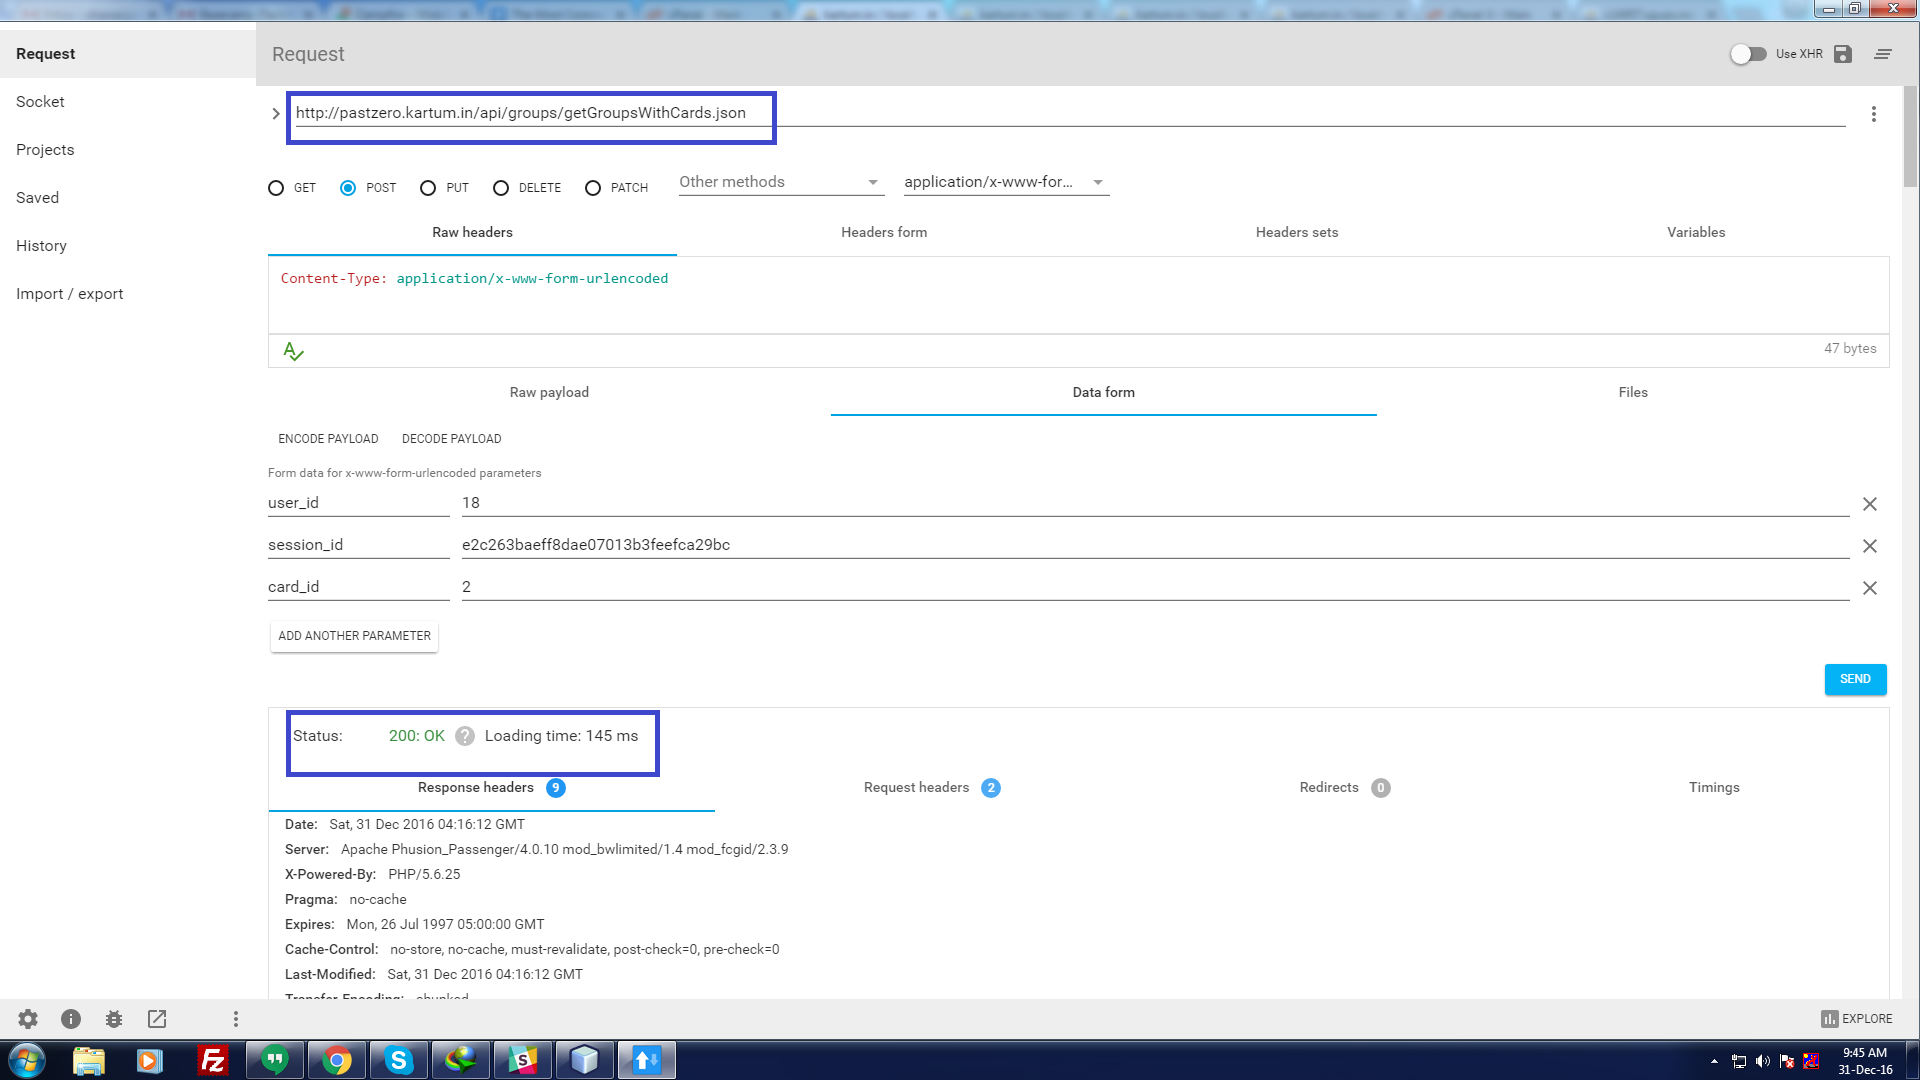 Request
Request
Use XHR
Socket
http://pastzero.kartum.in/api/groups/getGroupsWithCards.json
Projects
GET POST PUT DELETE PATCH Other methods application/x-www-for...
Saved
Raw headers Headers form Headers sets Variables
History
Content-Type: application/x-www-form-urlencoded
Import / export
47 bytes
Raw payload Data form Files
ENCODE PAYLOAD DECODE PAYLOAD
Form data for x-www-form-urlencoded parameters
user_id 18
session_id e2c263baeff8dae07013b3feefca29bc
card_id 2
ADD ANOTHER PARAMETER
SEND
Status: 200: OK ? Loading time: 145 ms
Response headers 9 Request headers 2 Redirects 0 Timings
Date: Sat, 31 Dec 2016 04:16:12 GMT
Server: Apache Phusion_Passenger/4.0.10 mod_bwlimited/1.4 mod_fcgid/2.3.9
X-Powered-By: PHP/5.6.25
Pragma: no-cache
Expires: Mon, 26 Jul 1997 05:00:00 GMT
Cache-Control: no-store, no-cache, must-revalidate, post-check=0, pre-check=0
Last-Modified: Sat, 31 Dec 2016 04:16:12 GMT
Transfer-Encoding: chunked
EXPLORE
9:45 AM
31-Dec-16